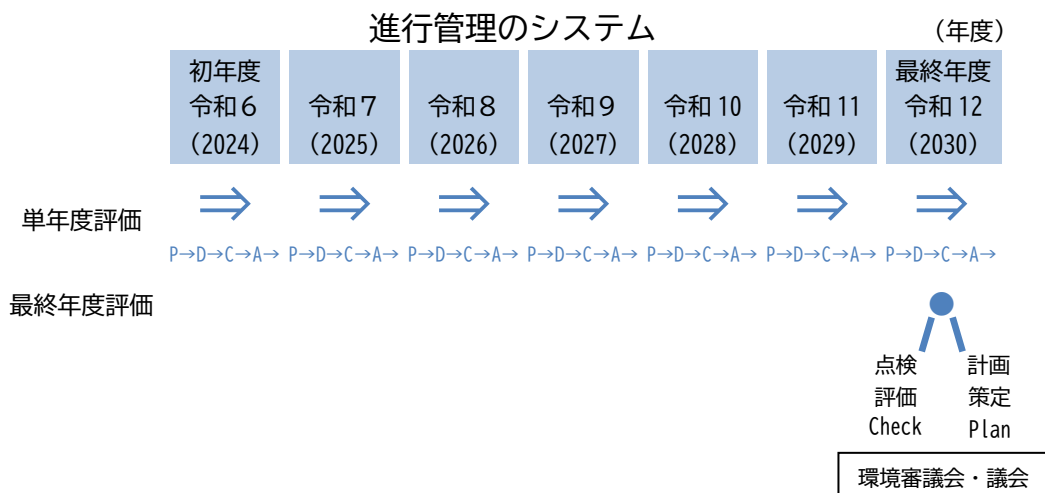 進行管理のシステム (年度)
初年度 最終年度
令和６ 令和７ 令和８ 令和９ 令和 10 令和 11 令和 12
(2024) (2025) (2026) (2027) (2028) (2029) (2030)
単年度評価
P→D→C→A→ P→D→C→A→ P→D→C→A→ P→D→C→A→ P→D→C→A→ P→D→C→A→ P→D→C→A→
最終年度評価
点検 計画
評価 策定
Check Plan
環境審議会・議会